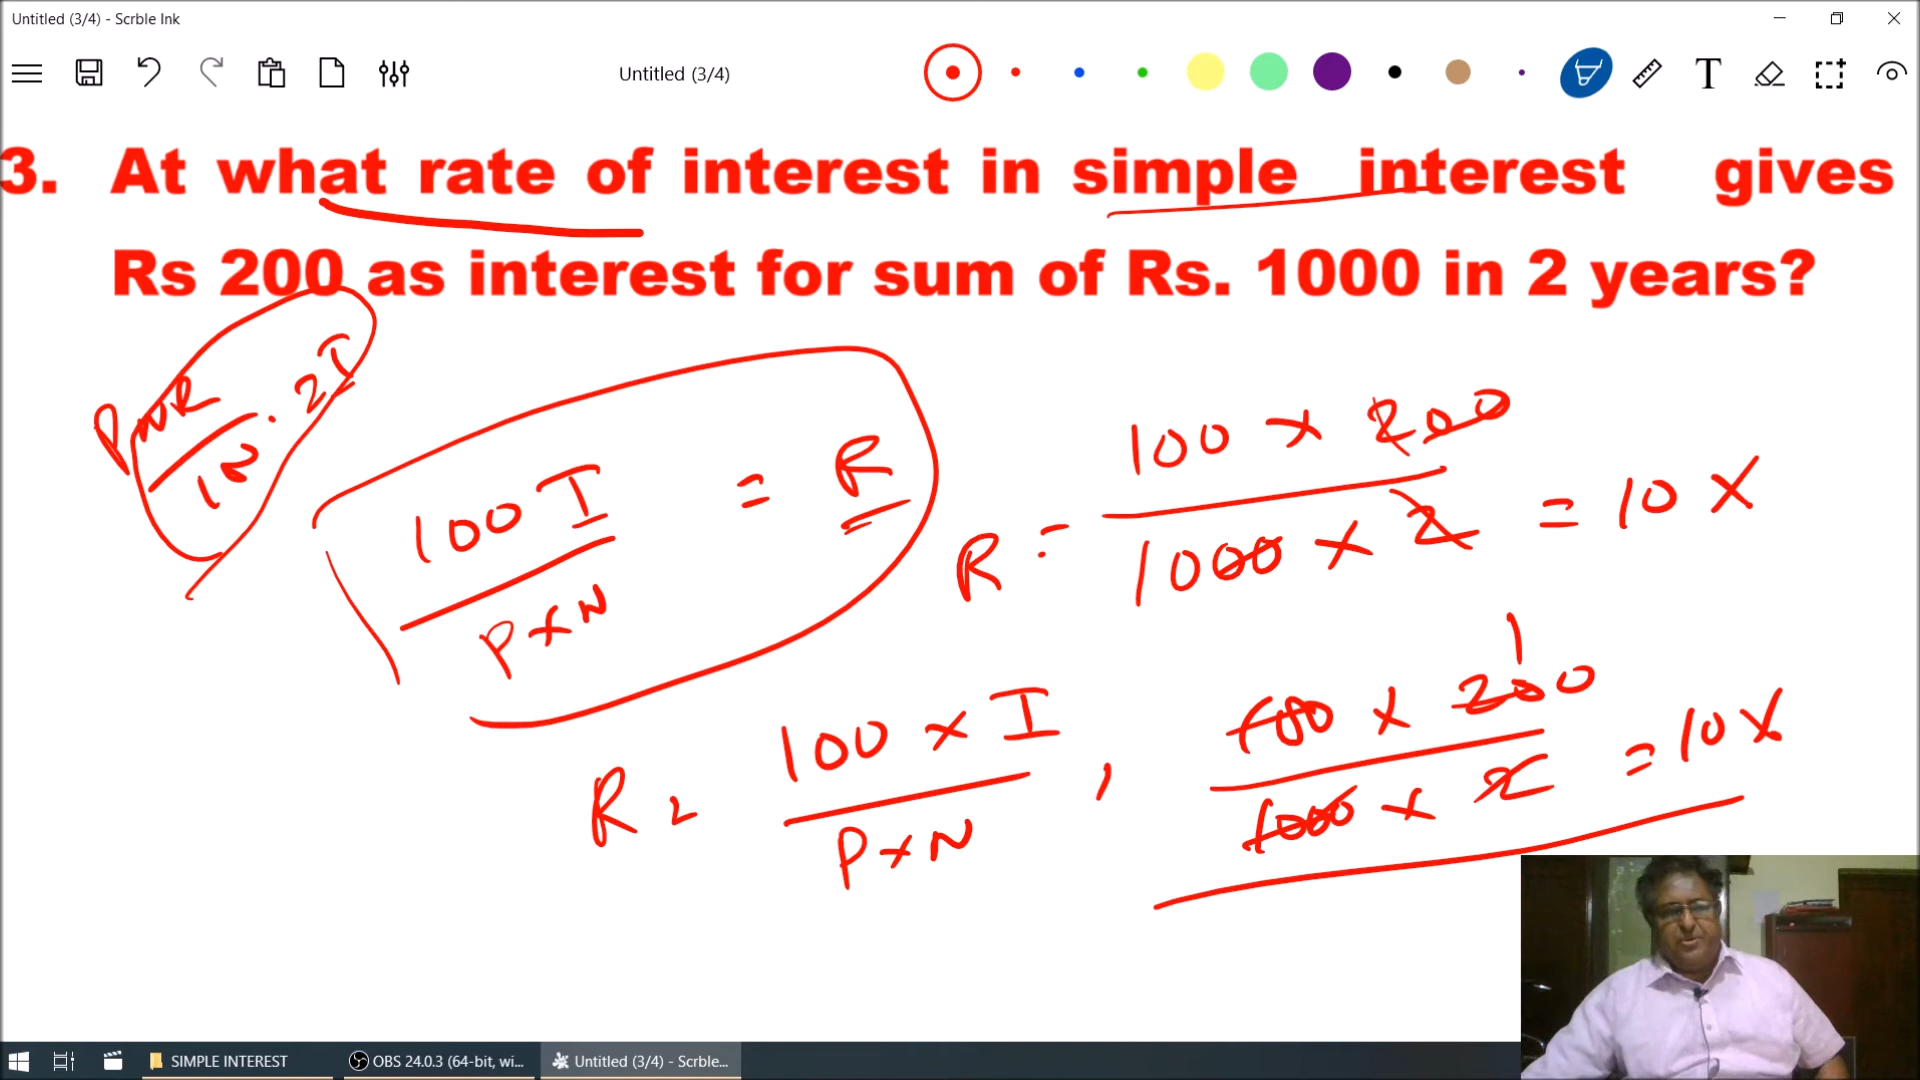 Untitled (3/4) - Scrble Ink
Untitled (3/4)
T
3. At what rate of interest in simple interest gives
Rs 200 as interest for sum of Rs. 1000 in 2 years?
PNR
100 I = R
P x N
R = 100 x 200
1000 x 2
= 10 %
R = 100 x I
P x N
100 x 200
1000 x 2
= 10 %
1
SIMPLE INTEREST
OBS 24.0.3 (64-bit, wi...
Untitled (3/4) - Scrble...